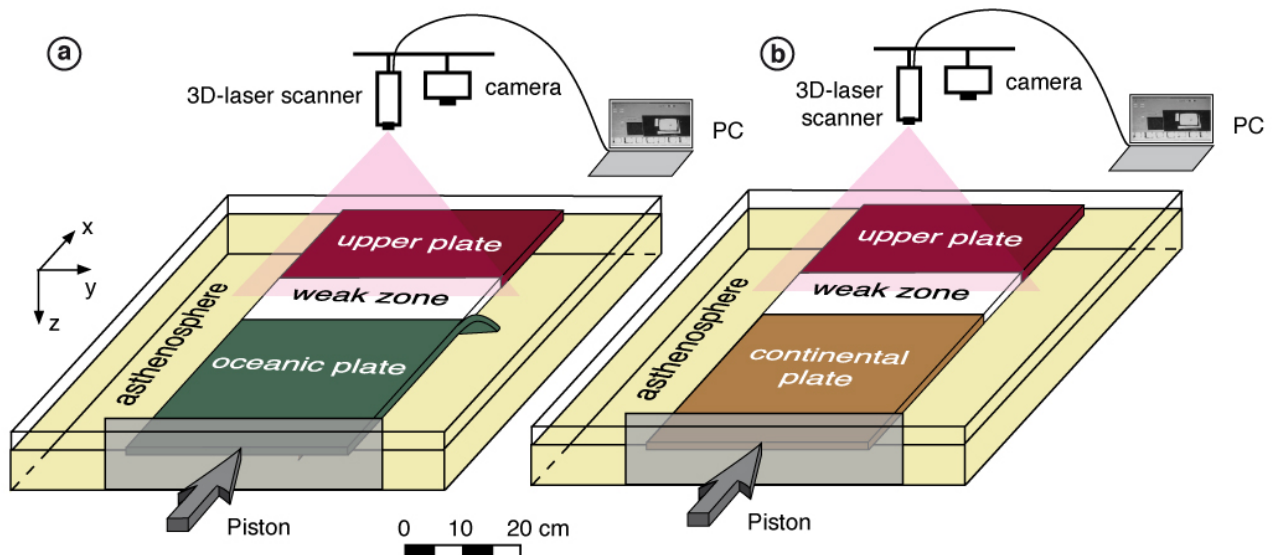 a
3D-laser scanner
camera
PC
x
y
z
upper plate
weak zone
oceanic plate
asthenosphere
Piston
0 10 20 cm
b
3D-laser
scanner
camera
PC
upper plate
weak zone
continental
plate
asthenosphere
Piston